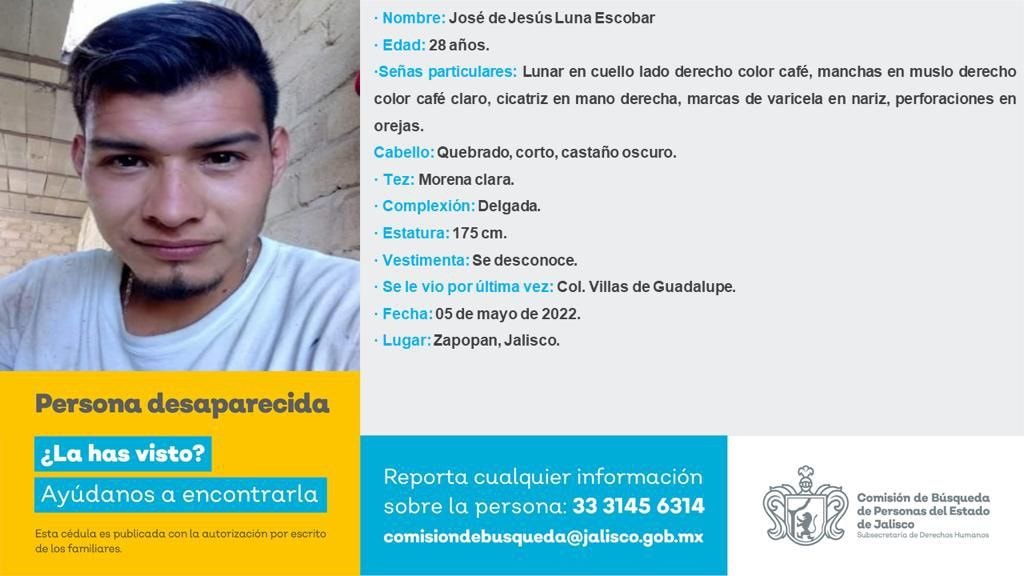 · Nombre: José de Jesús Luna Escobar
· Edad: 28 años.
·Señas particulares: Lunar en cuello lado derecho color café, manchas en muslo derecho
color café claro, cicatriz en mano derecha, marcas de varicela en nariz, perforaciones en
orejas.
Cabello: Quebrado, corto, castaño oscuro.
· Tez: Morena clara.
· Complexión: Delgada.
· Estatura: 175 cm.
· Vestimenta: Se desconoce.
· Se le vio por última vez: Col. Villas de Guadalupe.
· Fecha: 05 de mayo de 2022.
· Lugar: Zapopan, Jalisco.
Persona desaparecida
¿La has visto?
Ayúdanos a encontrarla
Esta cédula es publicada con la autorización por escrito
de los familiares.
Reporta cualquier información
sobre la persona: 33 3145 6314
comisiondebusqueda@jalisco.gob.mx
Comisión de Búsqueda
de Personas del Estado
de Jalisco
Subsecretaría de Derechos Humanos